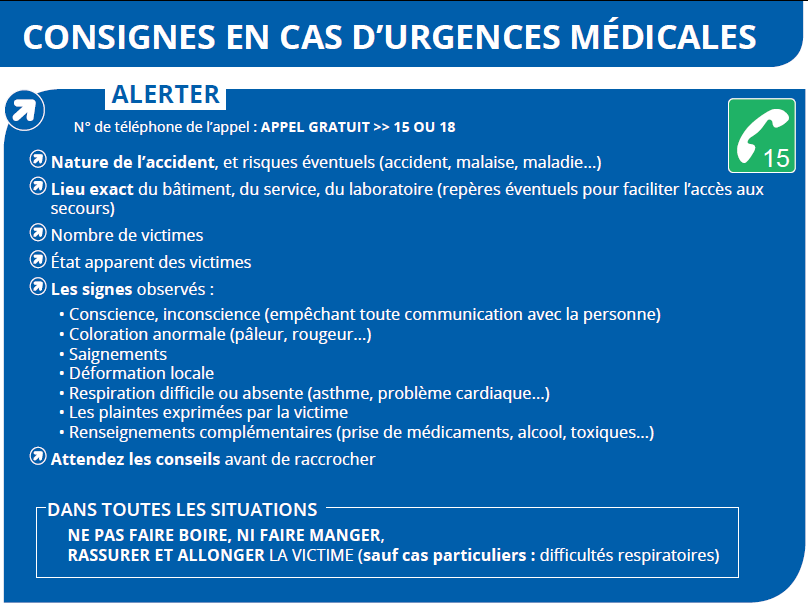 CONSIGNES EN CAS D’URGENCES MÉDICALES
ALERTER
N° de téléphone de l’appel : APPEL GRATUIT >> 15 OU 18
15
Nature de l’accident, et risques éventuels (accident, malaise, maladie...)
Lieu exact du bâtiment, du service, du laboratoire (repères éventuels pour faciliter l’accès aux
secours)
Nombre de victimes
État apparent des victimes
Les signes observés :
• Conscience, inconscience (empêchant toute communication avec la personne)
• Coloration anormale (pâleur, rougeur...)
• Saignements
• Déformation locale
• Respiration difficile ou absente (asthme, problème cardiaque...)
• Les plaintes exprimées par la victime
• Renseignements complémentaires (prise de médicaments, alcool, toxiques...)
Attendez les conseils avant de raccrocher
DANS TOUTES LES SITUATIONS
NE PAS FAIRE BOIRE, NI FAIRE MANGER,
RASSURER ET ALLONGER LA VICTIME (sauf cas particuliers : difficultés respiratoires)